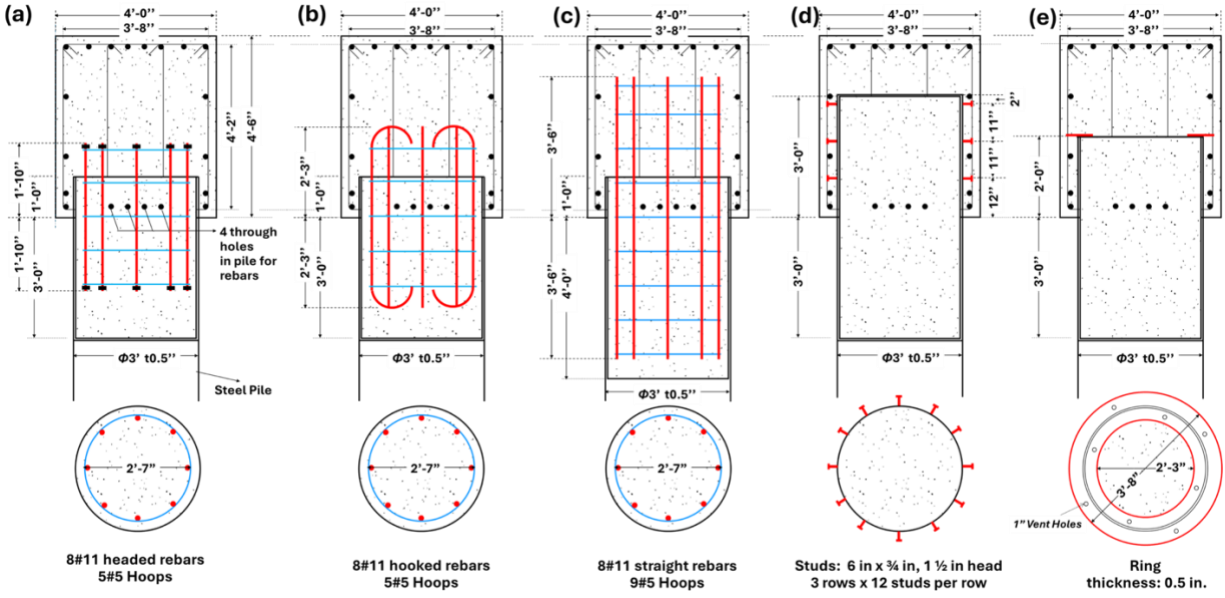 (a)
4'-0''
3'-8''
4'-2''
4'-6''
1'-10''
1'-0''
1'-10''
3'-0''
4 through
holes
in pile for
rebars
Φ3' t0.5''
Steel Pile
2'-7”
8#11 headed rebars
5#5 Hoops
(b)
4'-0''
3'-8''
2'-3''
1'-0''
2'-3''
3'-0''
Φ3' t0.5''
2'-7”
8#11 hooked rebars
5#5 Hoops
(c)
4'-0''
3'-8''
3'-6''
1'-0''
3'-6''
4'-0''
Φ3' t0.5''
2'-7”
8#11 straight rebars
9#5 Hoops
(d)
4'-0''
3'-8''
2''
11''
11''
12''
3'-0''
3'-0''
Φ3' t0.5''
Studs: 6 in x ¾ in, 1 ½ in head
3 rows x 12 studs per row
(e)
4'-0''
3'-8''
2'-0''
3'-0''
Φ3' t0.5''
2'-3”
3'-8”
1” Vent Holes
Ring
thickness: 0.5 in.